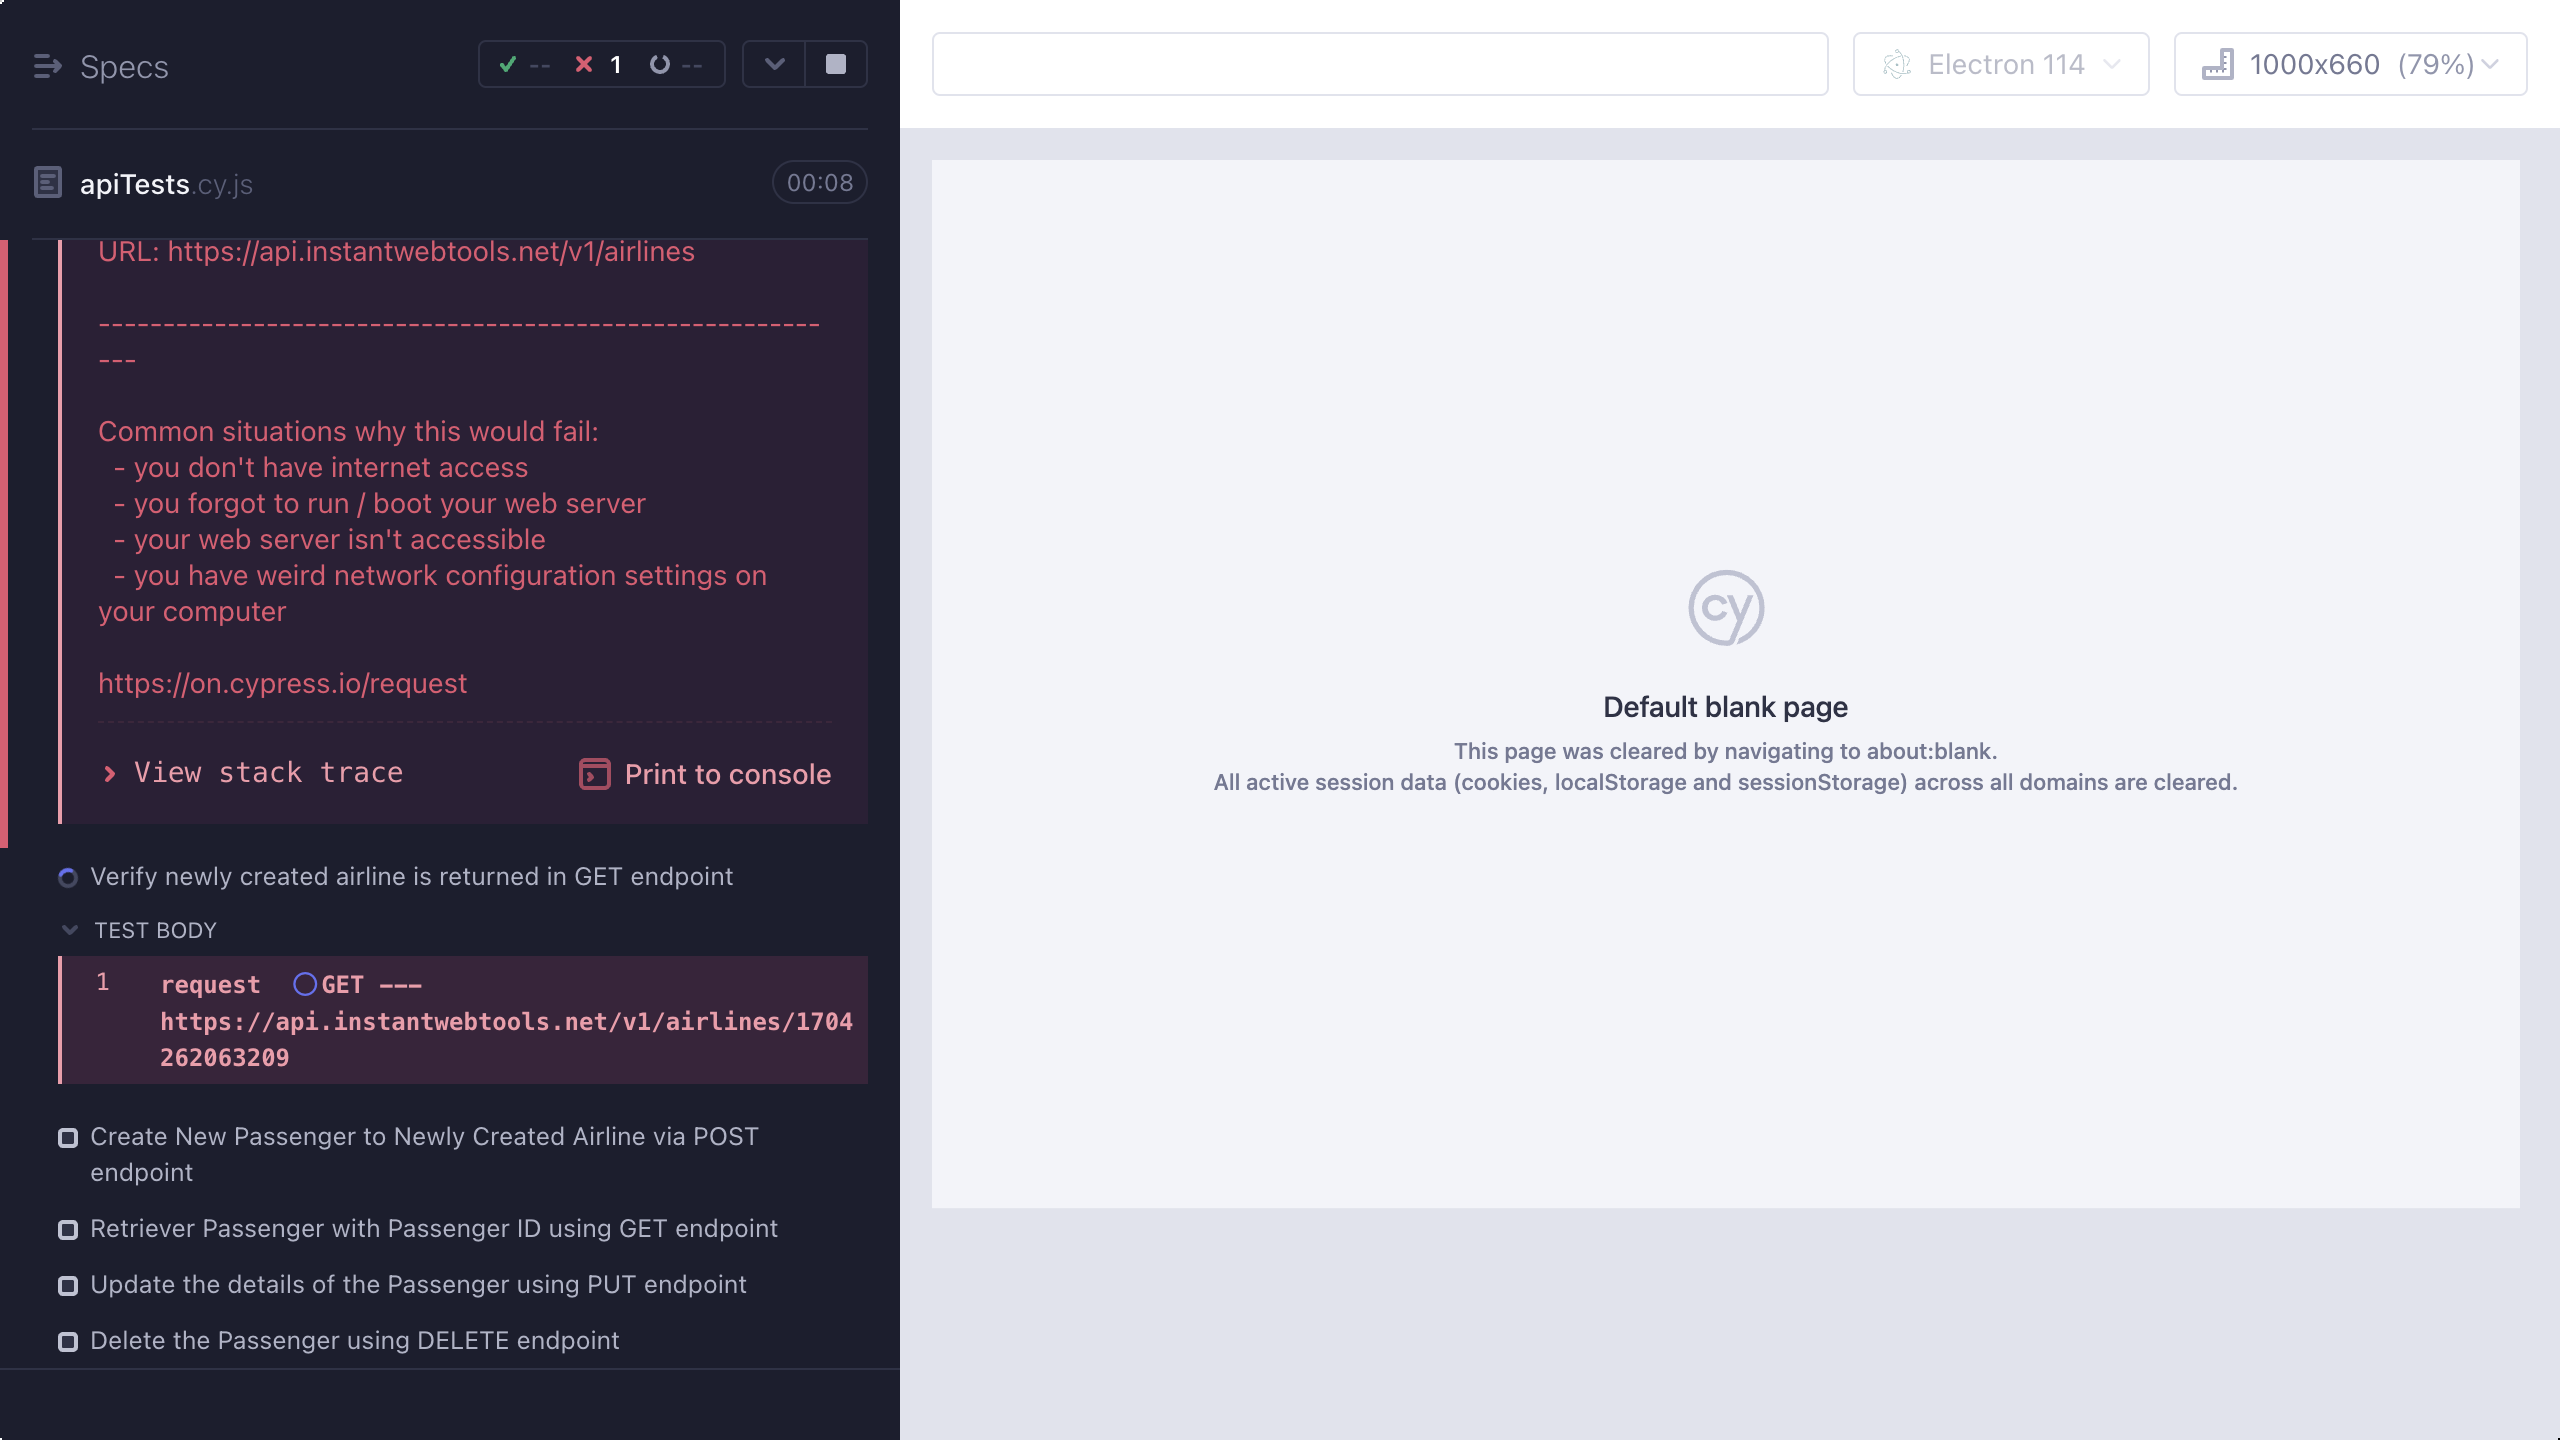 Specs
-- 1 --
apiTests.cy.js
00:08
URL: https://api.instantwebtools.net/v1/airlines
--------------------------------------------------------
---
Common situations why this would fail:
- you don't have internet access
- you forgot to run / boot your web server
- your web server isn't accessible
- you have weird network configuration settings on
your computer
https://on.cypress.io/request
View stack trace
Print to console
Verify newly created airline is returned in GET endpoint
TEST BODY
1 request GET ---
https://api.instantwebtools.net/v1/airlines/1704
262063209
Create New Passenger to Newly Created Airline via POST
endpoint
Retriever Passenger with Passenger ID using GET endpoint
Update the details of the Passenger using PUT endpoint
Delete the Passenger using DELETE endpoint
Electron 114
1000x660 (79%)
cy
Default blank page
This page was cleared by navigating to about:blank.
All active session data (cookies, localStorage and sessionStorage) across all domains are cleared.